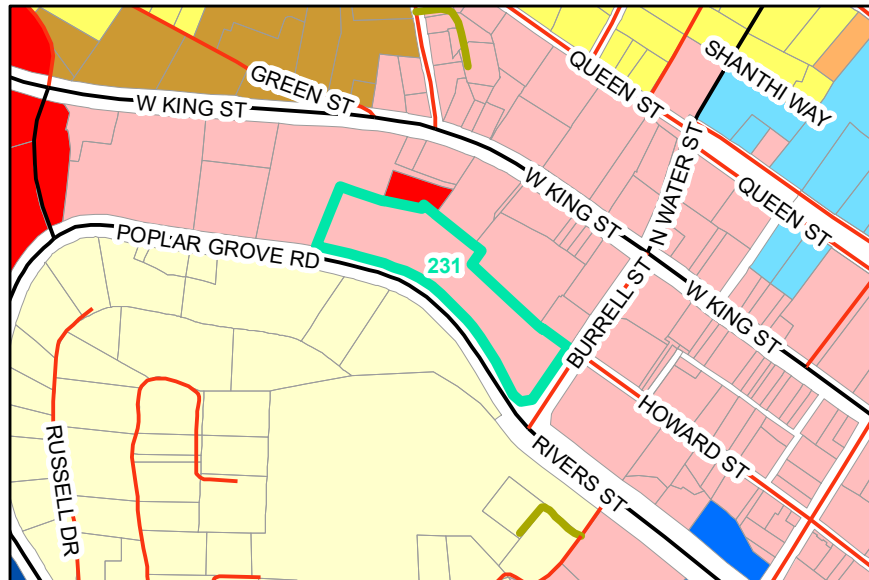 SHANTHI WAY
QUEEN ST
GREEN ST
W KING ST
N WATER ST
W KING ST
QUEEN ST
POPLAR GROVE RD
231
BURRELL ST
W KING ST
HOWARD ST
RUSSELL DR
RIVERS ST